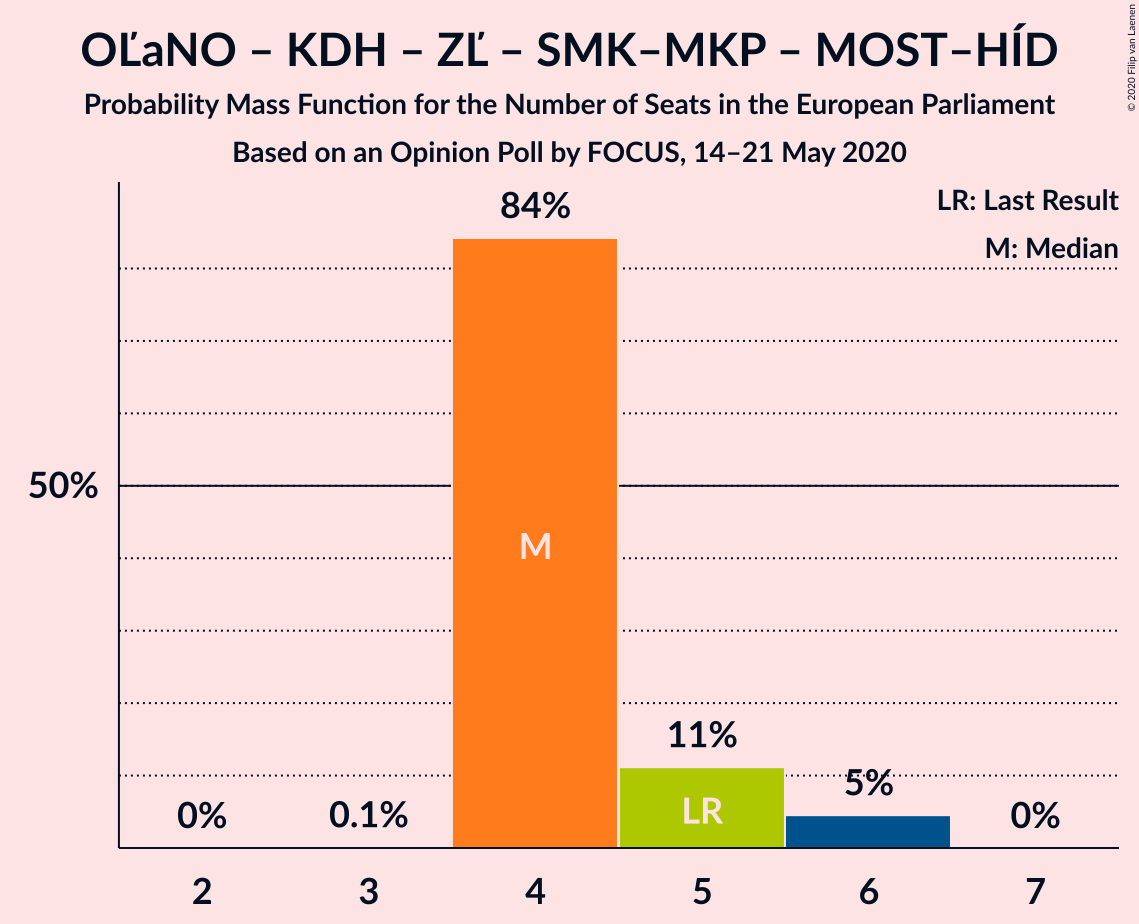 OĽaNO – KDH – ZĽ – SMK–MKP – MOST–HÍD
Probability Mass Function for the Number of Seats in the European Parliament
Based on an Opinion Poll by FOCUS, 14–21 May 2020
© 2020 Filip van Laenen
LR: Last Result
M: Median
84%
50%
M
11%
5%
0%
0.1%
LR
0%
2
3
4
5
6
7